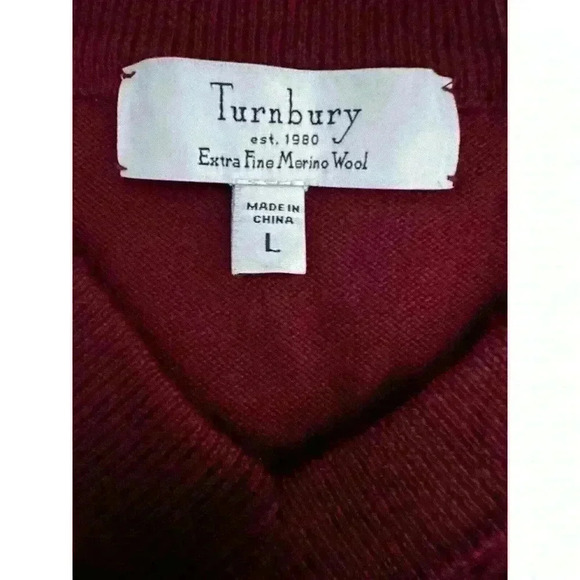 Turnbury
est. 1980
Extra Fine Merino Wool
MADE IN
CHINA
L